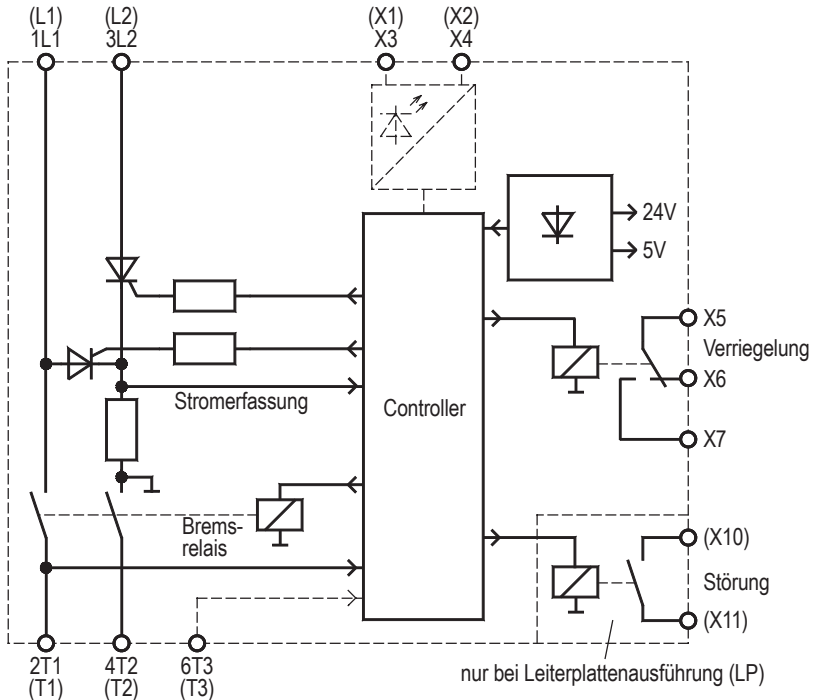 (L1) (L2) (X1) (X2)
1L1 3L2 X3 X4
24V
5V
X5
Verriegelung
X6
Stromerfassung
Controller
X7
Brems-
relais
(X10)
Störung
(X11)
2T1 4T2 6T3
(T1) (T2) (T3)
nur bei Leiterplattenausführung (LP)